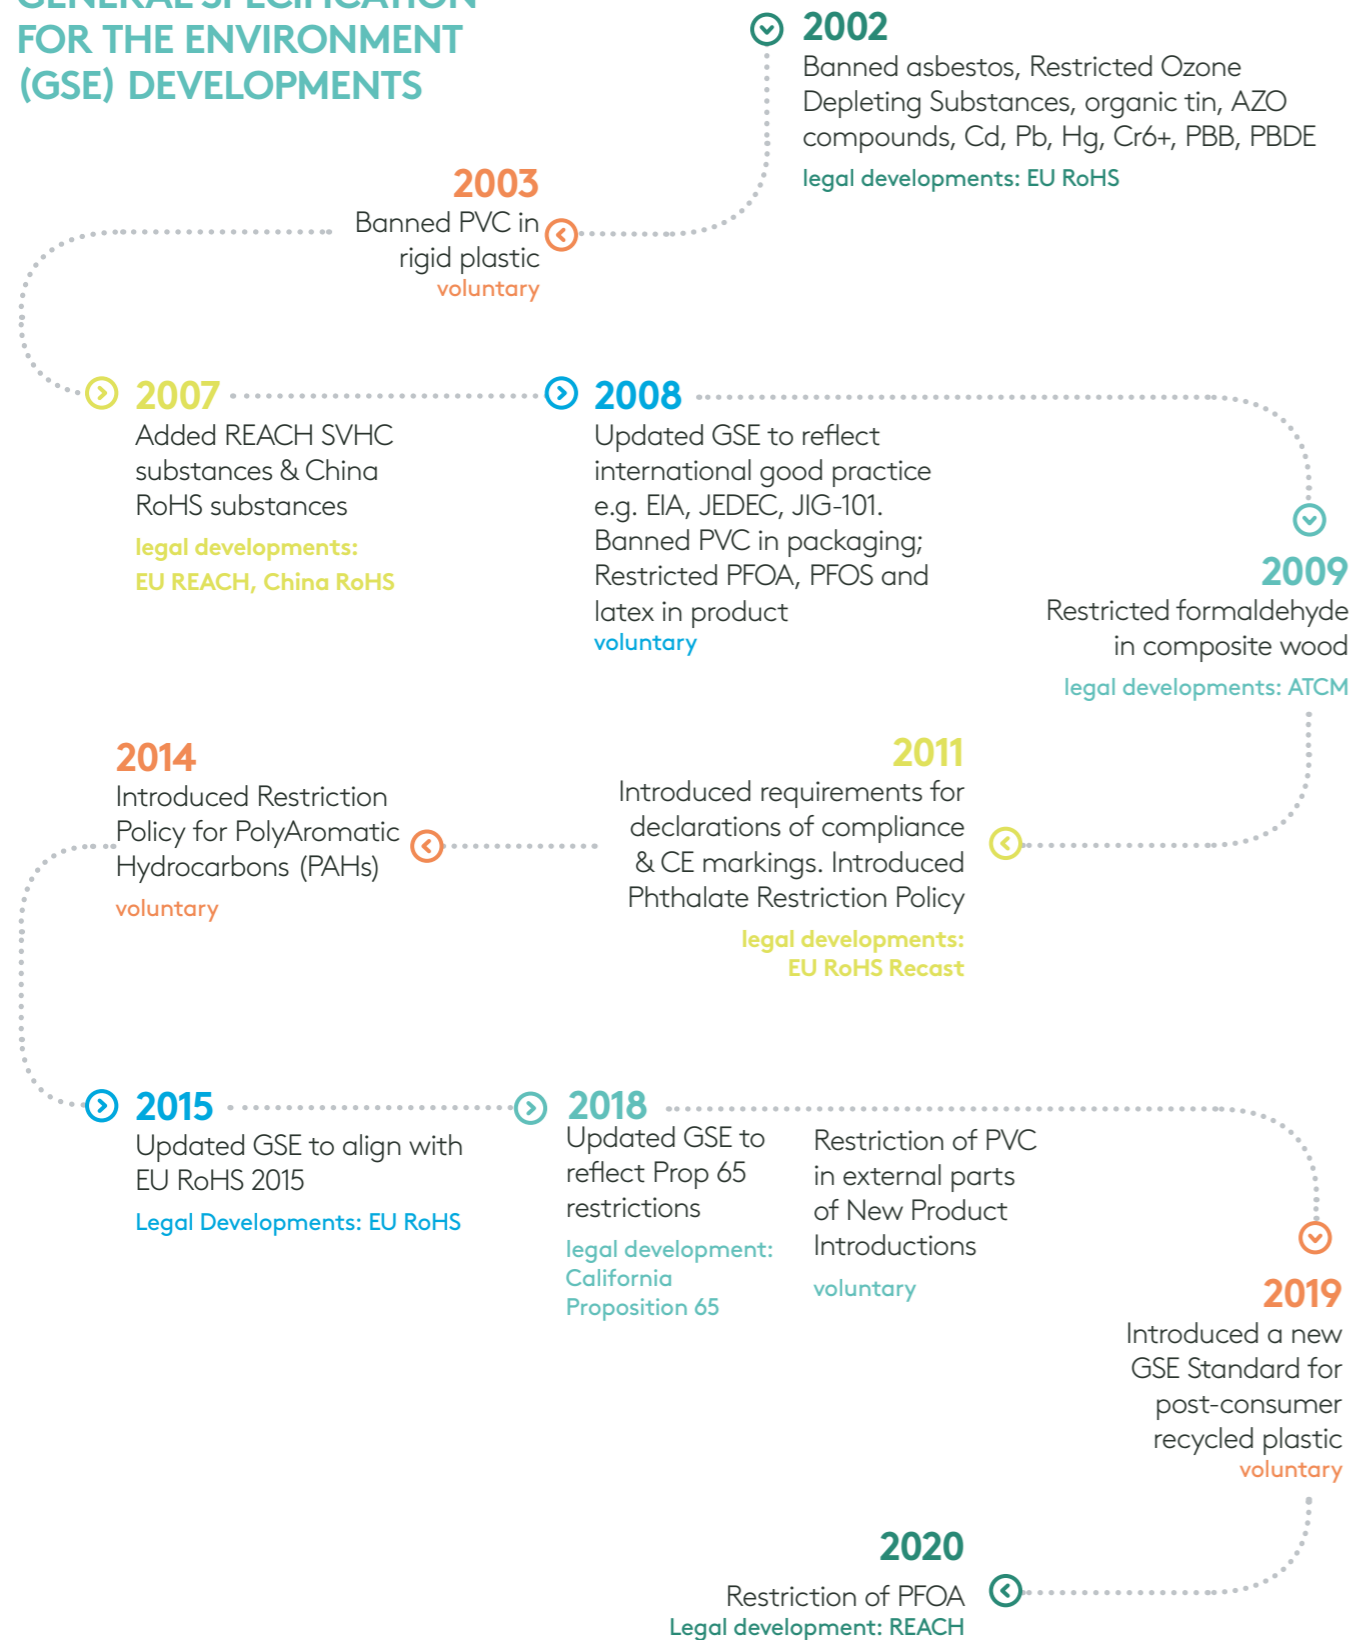 GENERAL SPECIFICATION
FOR THE ENVIRONMENT
(GSE) DEVELOPMENTS
2002
Banned asbestos, Restricted Ozone
Depleting Substances, organic tin, AZO
compounds, Cd, Pb, Hg, Cr6+, PBB, PBDE
legal developments: EU RoHS
2003
Banned PVC in
rigid plastic
voluntary
2007
Added REACH SVHC
substances & China
RoHS substances
legal developments:
EU REACH, China RoHS
2008
Updated GSE to reflect
international good practice
e.g. EIA, JEDEC, JIG-101.
Banned PVC in packaging;
Restricted PFOA, PFOS and
latex in product
voluntary
2009
Restricted formaldehyde
in composite wood
legal developments: ATCM
2011
Introduced requirements for
declarations of compliance
& CE markings. Introduced
Phthalate Restriction Policy
legal developments:
EU RoHS Recast
2014
Introduced Restriction
Policy for PolyAromatic
Hydrocarbons (PAHs)
voluntary
2015
Updated GSE to align with
EU RoHS 2015
Legal Developments: EU RoHS
2018
Updated GSE to
reflect Prop 65
restrictions
legal development:
California
Proposition 65
Restriction of PVC
in external parts
of New Product
Introductions
voluntary
2019
Introduced a new
GSE Standard for
post-consumer
recycled plastic
voluntary
2020
Restriction of PFOA
Legal development: REACH